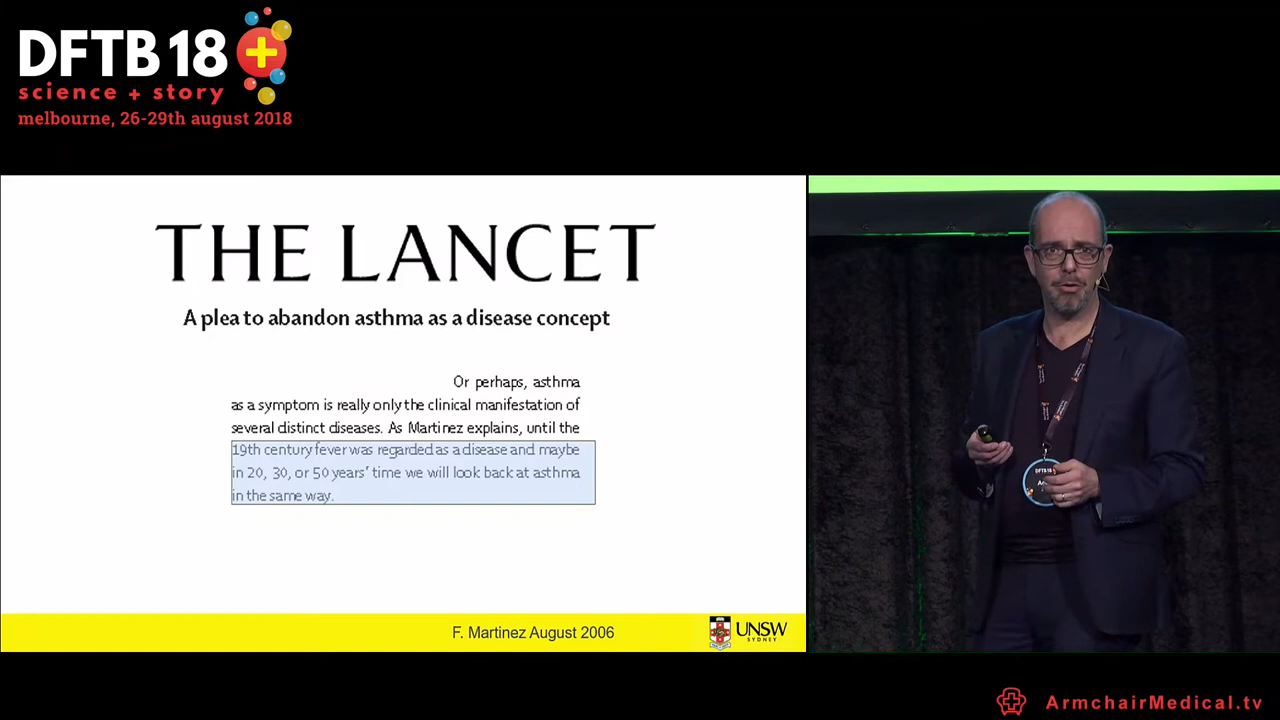 DFTB 18
science + story
melbourne, 26-29th august 2018
THE LANCET
A plea to abandon asthma as a disease concept
Or perhaps, asthma
as a symptom is really only the clinical manifestation of
several distinct diseases. As Martinez explains, until the
19th century fever was regarded as a disease and maybe
in 20, 30, or 50 years' time we will look back at asthma
in the same way.
F. Martinez August 2006
UNSW
SYDNEY
DFTB18
ArmchairMedical.tv